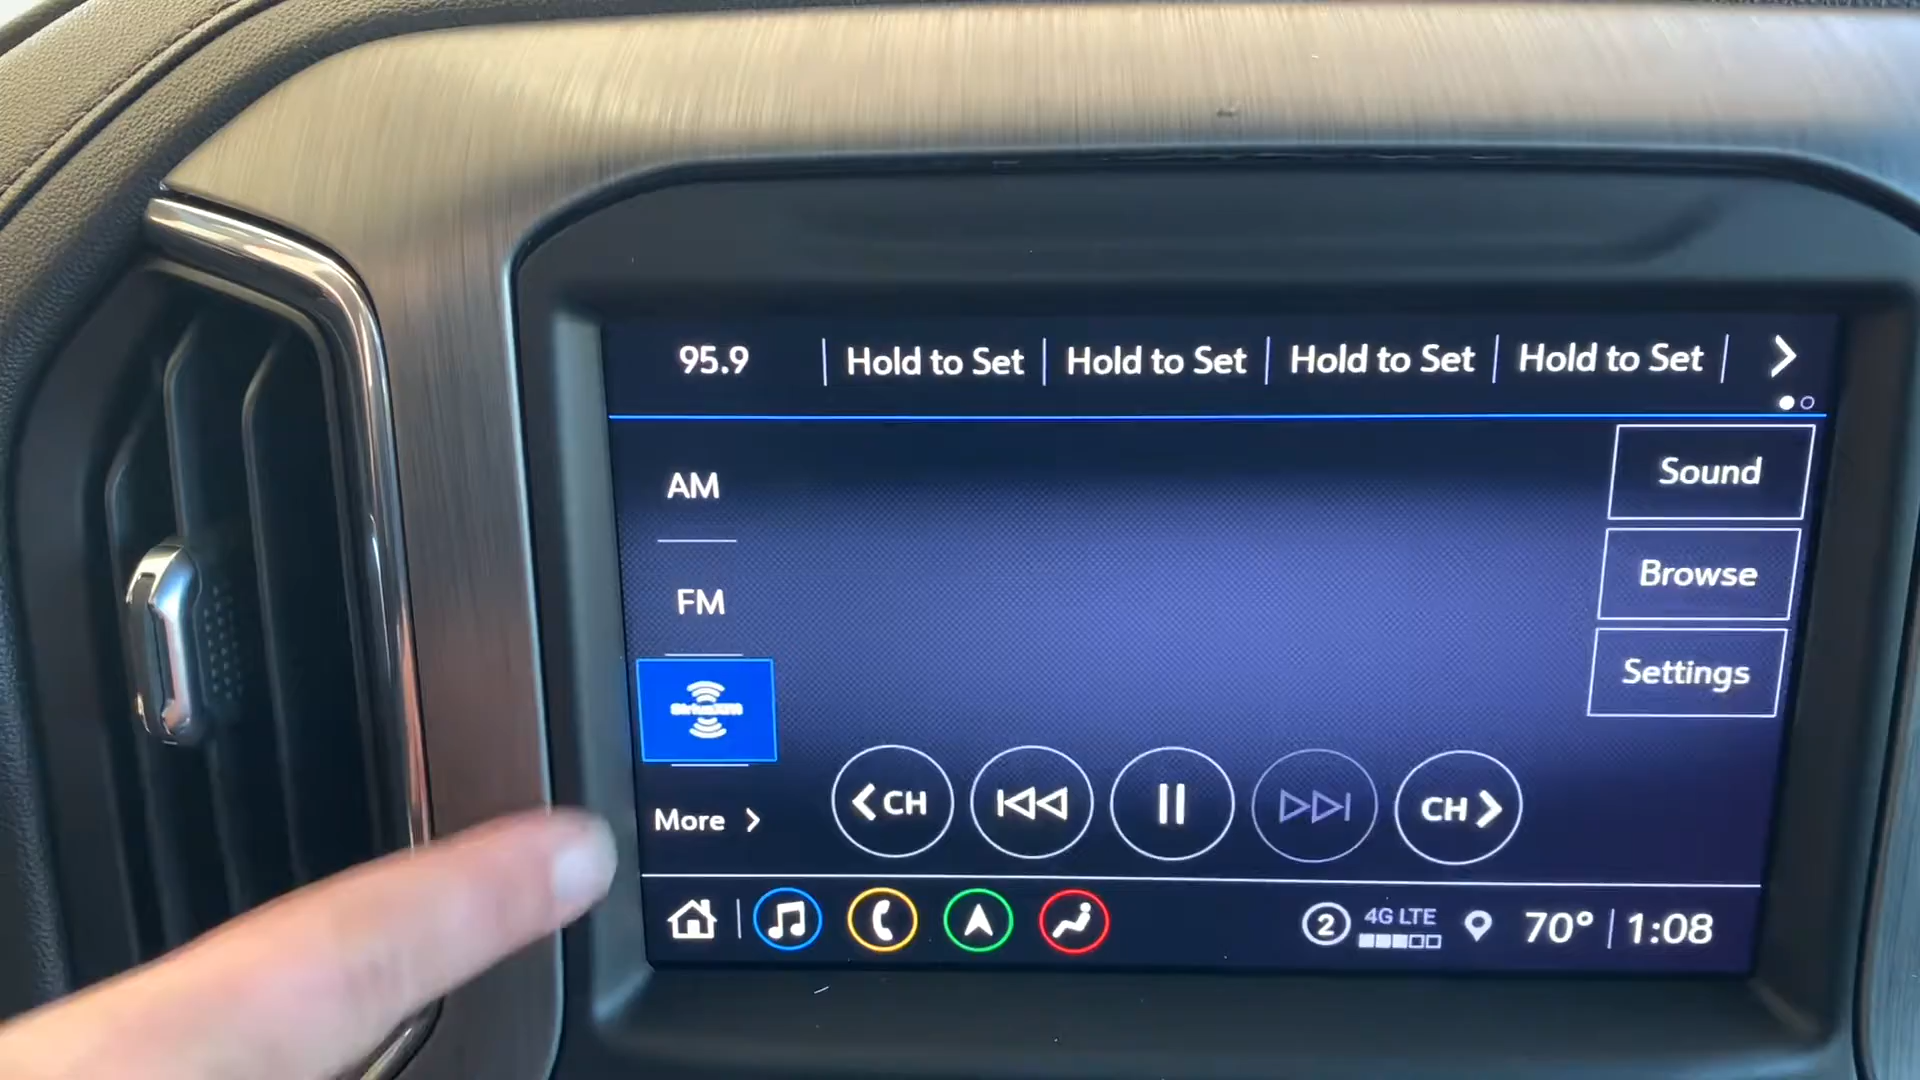 95.9 | Hold to Set | Hold to Set | Hold to Set | Hold to Set |
Sound
AM
Browse
FM
Settings
SiriusXM
CH
CH
More
2
4G LTE
70° | 1:08